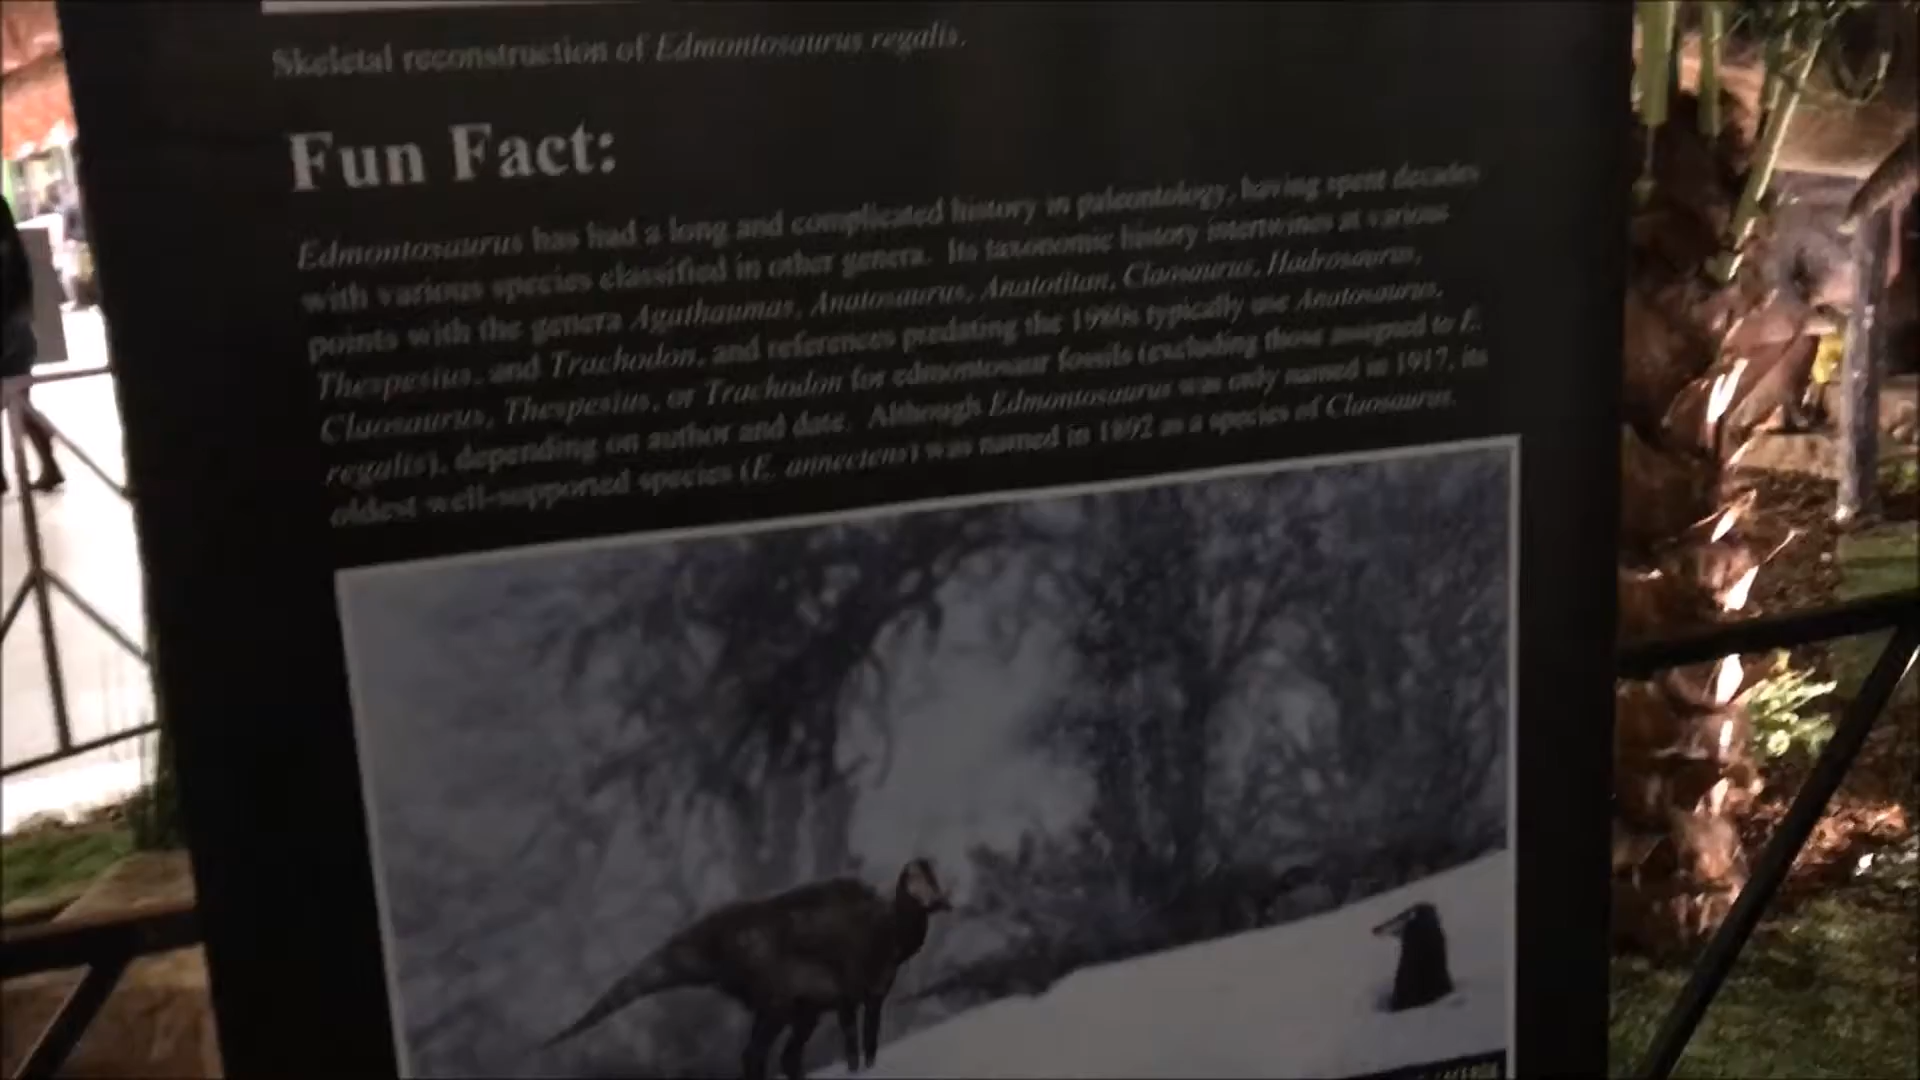 Skeletal reconstruction of Edmontosaurus regalis.
Fun Fact:
Edmontosaurus has had a long and complicated history in paleontology, having spent decades
with various species classified in other genera. Its taxonomic history intertwines at various
points with the genera Agathaumas, Anatosaurus, Anatotitan, Claosaurus, Hadrosaurus,
Thespesius, and Trachodon, and references predating the 1980s typically use Anatosaurus,
Claosaurus, Thespesius, or Trachodon for edmontosaur fossils (excluding those assigned to E.
regalis), depending on author and date. Although Edmontosaurus was only named in 1917, its
oldest well-supported species (E. annectens) was named in 1892 as a species of Claosaurus.